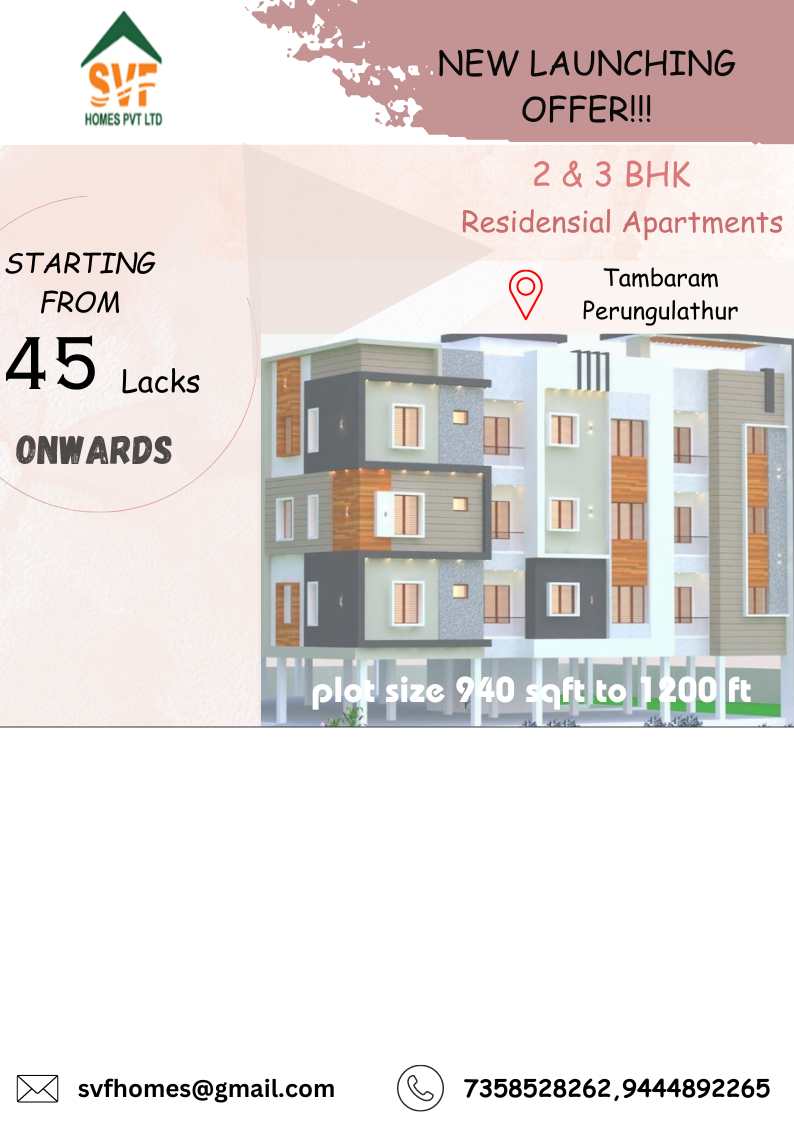 SVF
HOMES PVT LTD
NEW LAUNCHING
OFFER!!!
2 & 3 BHK
Residensial Apartments
Tambaram
Perungulathur
STARTING
FROM
45 Lacks
ONWARDS
plot size 940 sqft to 1200 ft
svfhomes@gmail.com
7358528262,9444892265